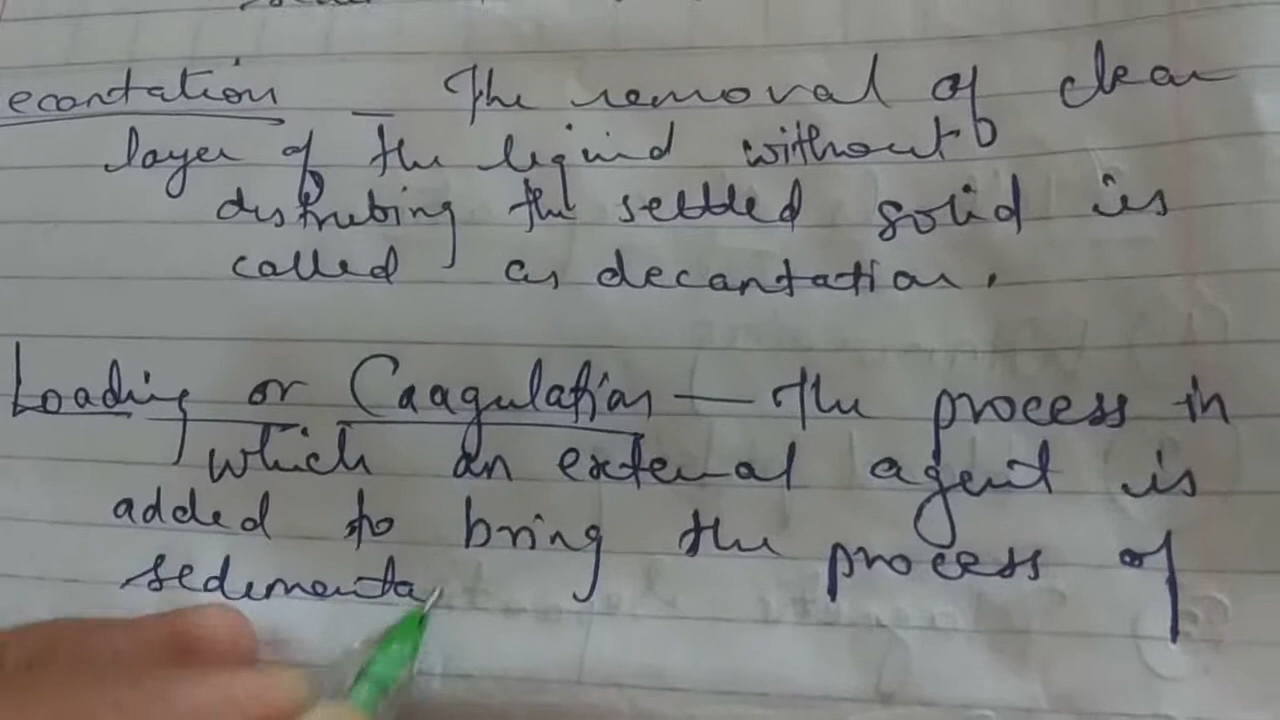 ecantation — The removal of clear
layer of the liquid without
distrubing the settled solid is
called as decantation.
Loading or Caagulation — The process in
which an external agent is
added to bring the process of
sedimenta